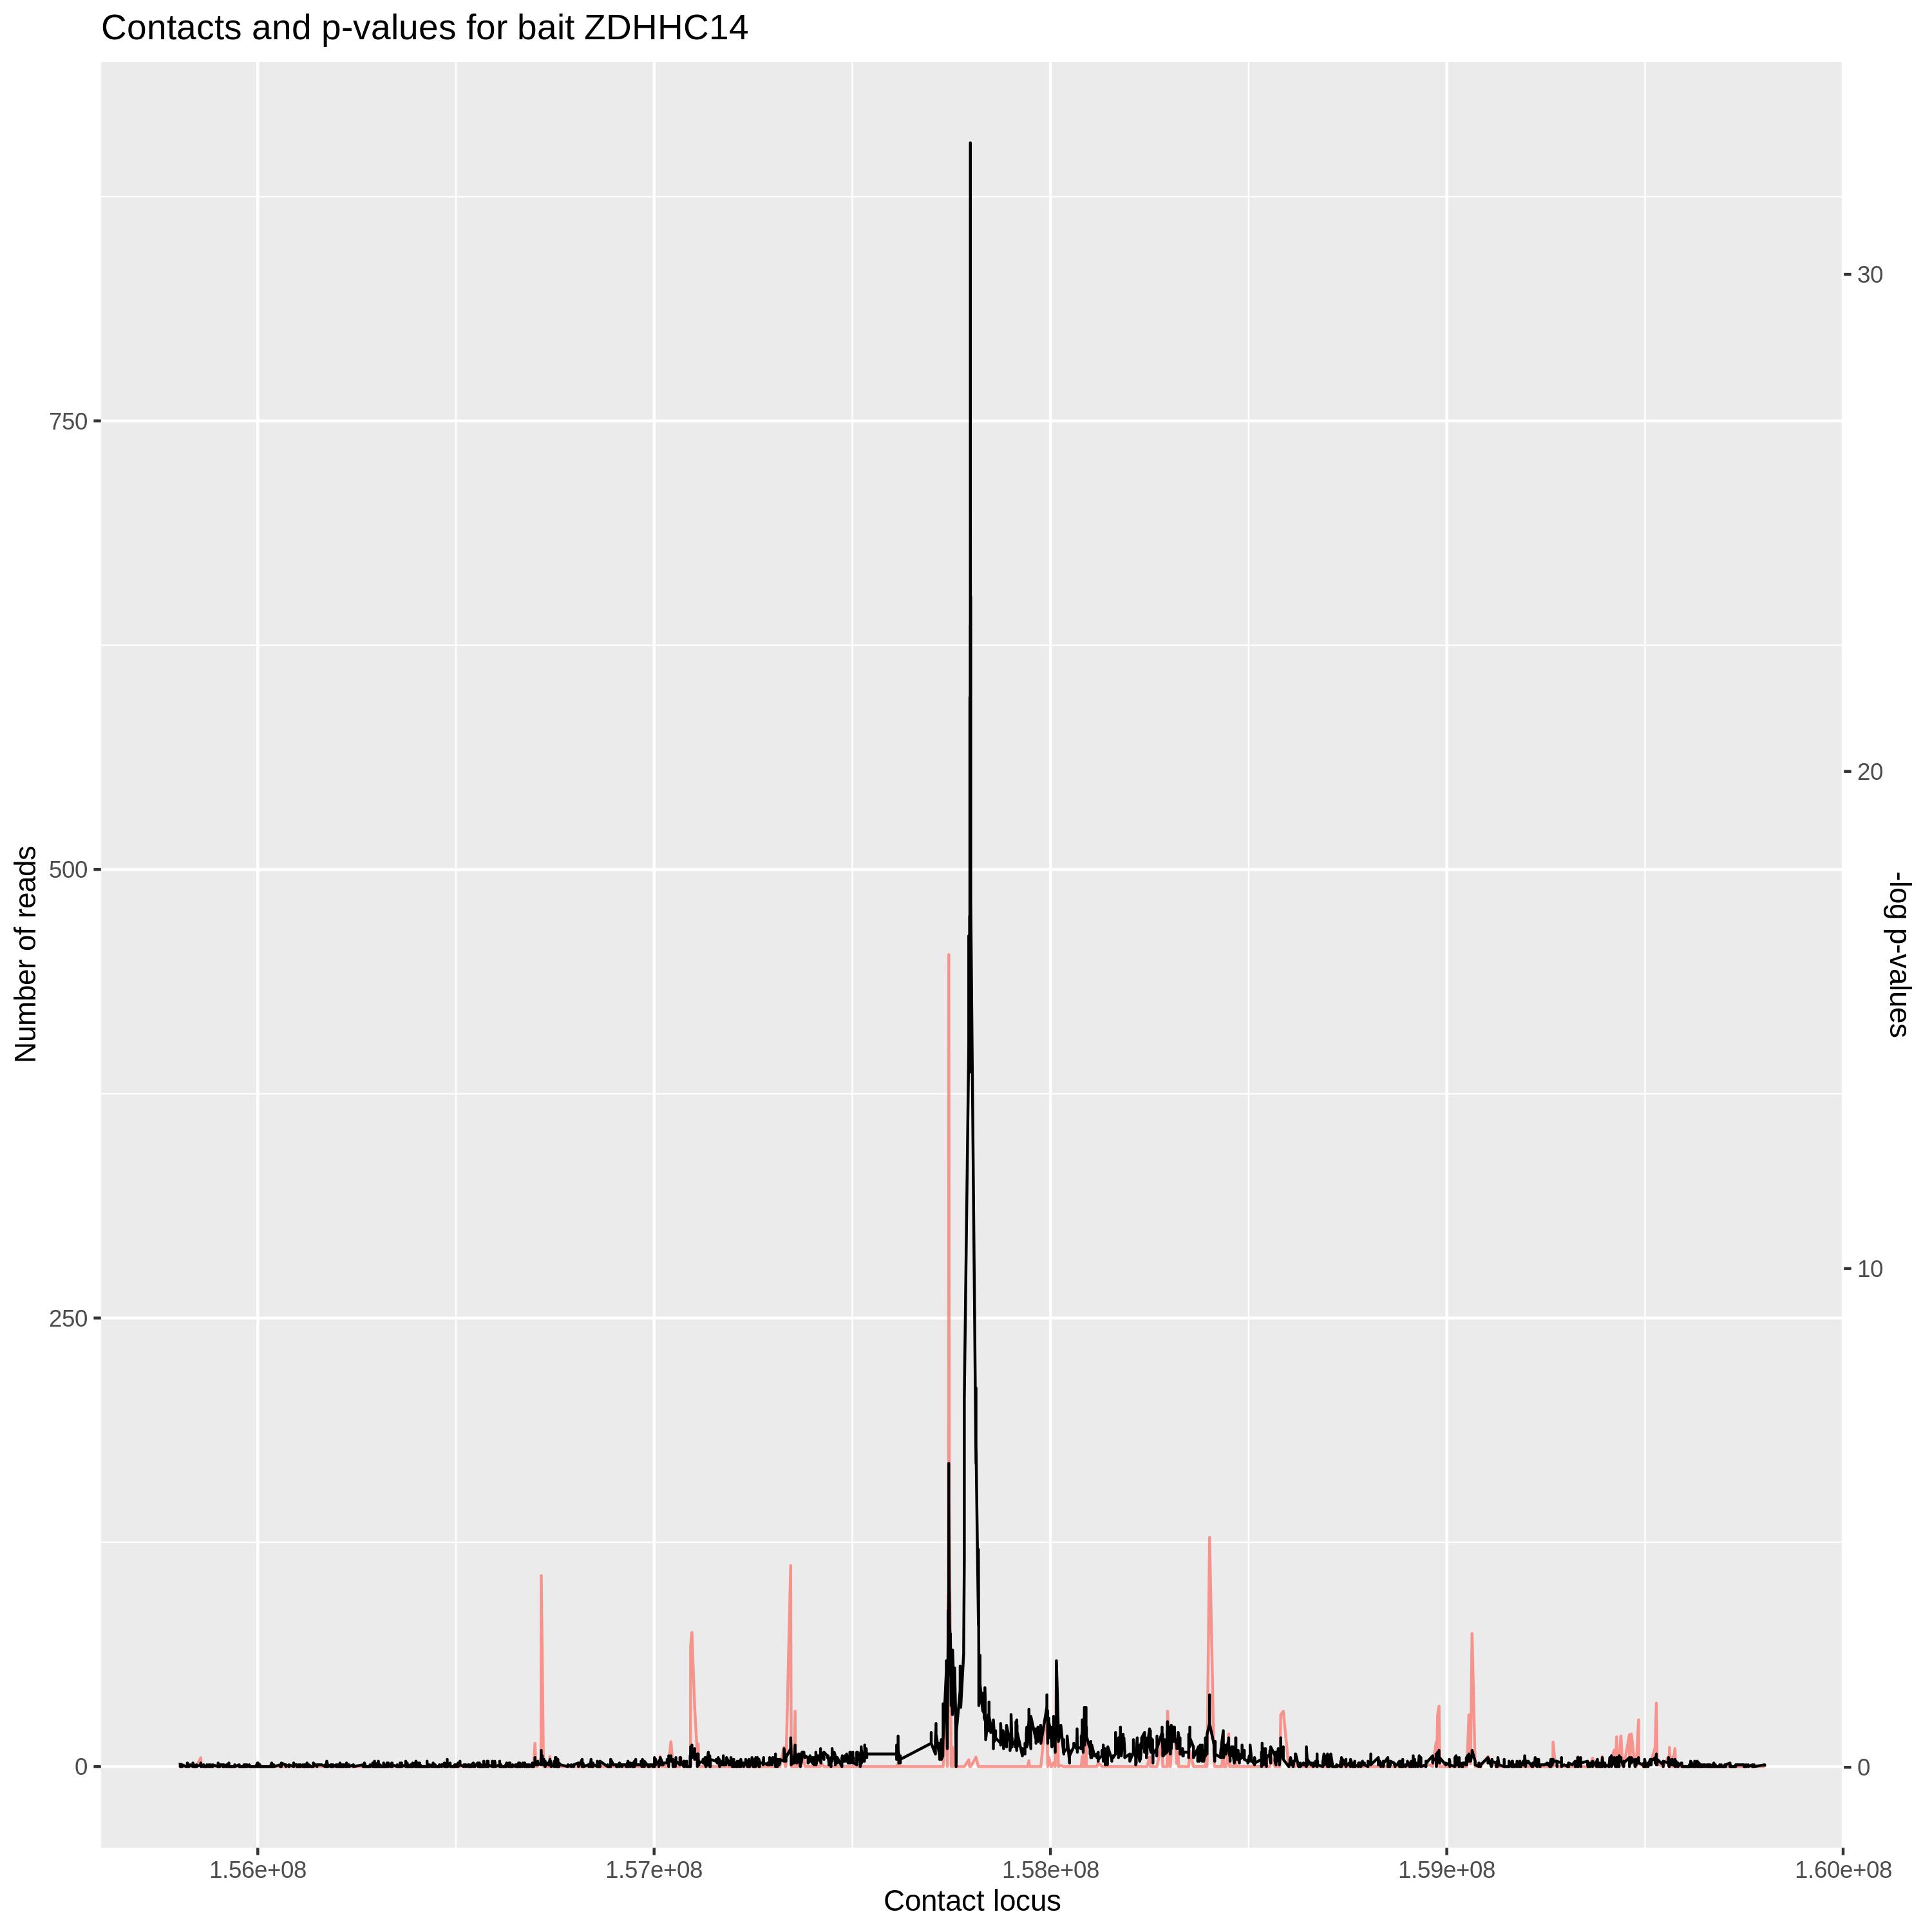 Contacts and p-values for bait ZDHHC14
Number of reads
750
500
250
0
30
20
10
0
-log p-values
1.56e+08
1.57e+08
1.58e+08
1.59e+08
1.60e+08
Contact locus